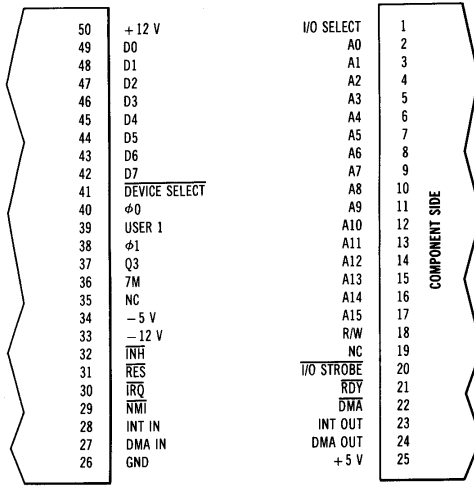 50 +12 V I/O SELECT 1
49 D0 A0 2
48 D1 A1 3
47 D2 A2 4
46 D3 A3 5
45 D4 A4 6
44 D5 A5 7
43 D6 A6 8
42 D7 A7 9
41 DEVICE SELECT A8 10
40 ϕ0 A9 11
39 USER 1 A10 12
38 ϕ1 A11 13
37 Q3 A12 14
36 7M A13 15
35 NC A14 16
34 −5 V A15 17
33 −12 V R/W 18
32 INH NC 19
31 RES I/O STROBE 20
30 IRQ RDY 21
29 NMI DMA 22
28 INT IN INT OUT 23
27 DMA IN DMA OUT 24
26 GND +5 V 25
COMPONENT SIDE